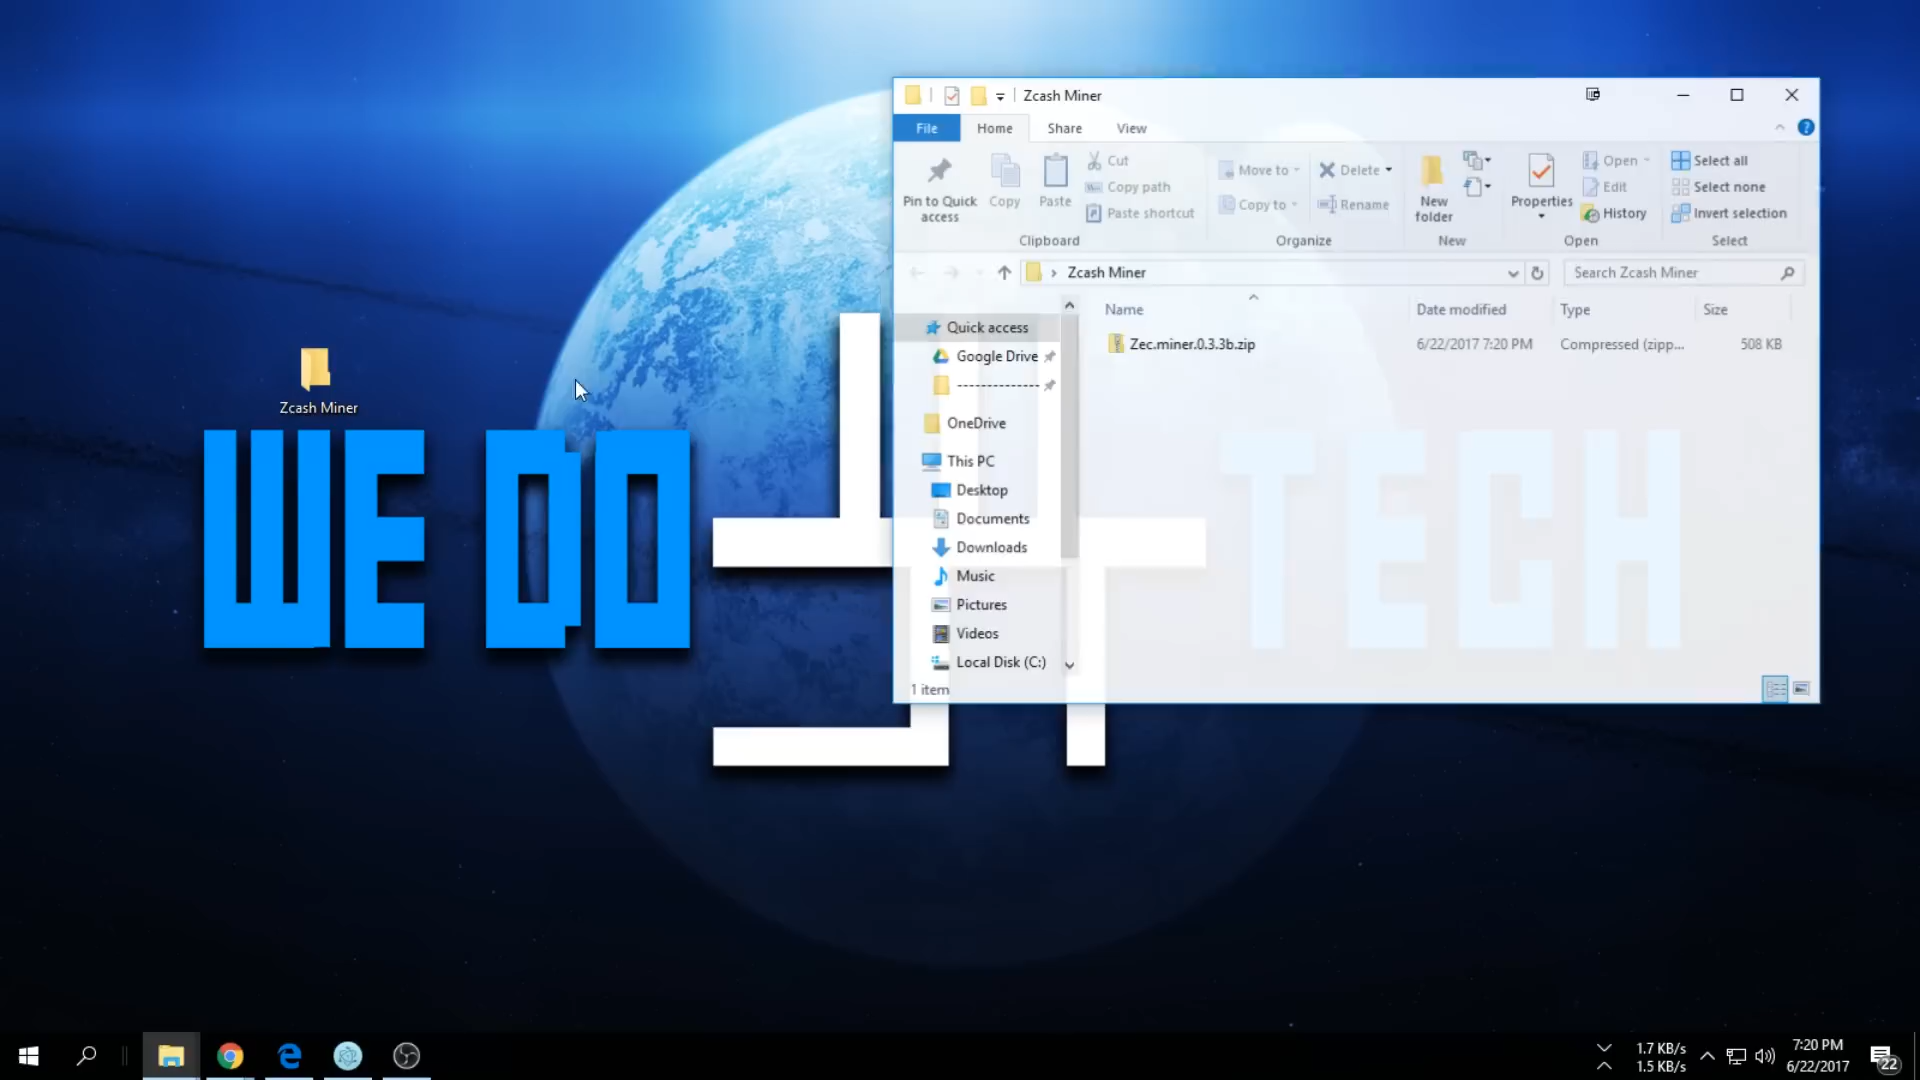 Zcash Miner
File Home Share View
Pin to Quick access
Copy
Paste
Cut
Copy path
Paste shortcut
Clipboard
Move to
Copy to
Delete
Rename
Organize
New folder
New
Properties
Open
Edit
History
Open
Select all
Select none
Invert selection
Select
Zcash Miner
Search Zcash Miner
Name Date modified Type Size
Zec.miner.0.3.3b.zip 6/22/2017 7:20 PM Compressed (zipp... 508 KB
Quick access
Google Drive
---------------
OneDrive
This PC
Desktop
Documents
Downloads
Music
Pictures
Videos
Local Disk (C:)
1 item
Zcash Miner
WE DO TECH
1.7 KB/s
1.5 KB/s
7:20 PM
6/22/2017
22